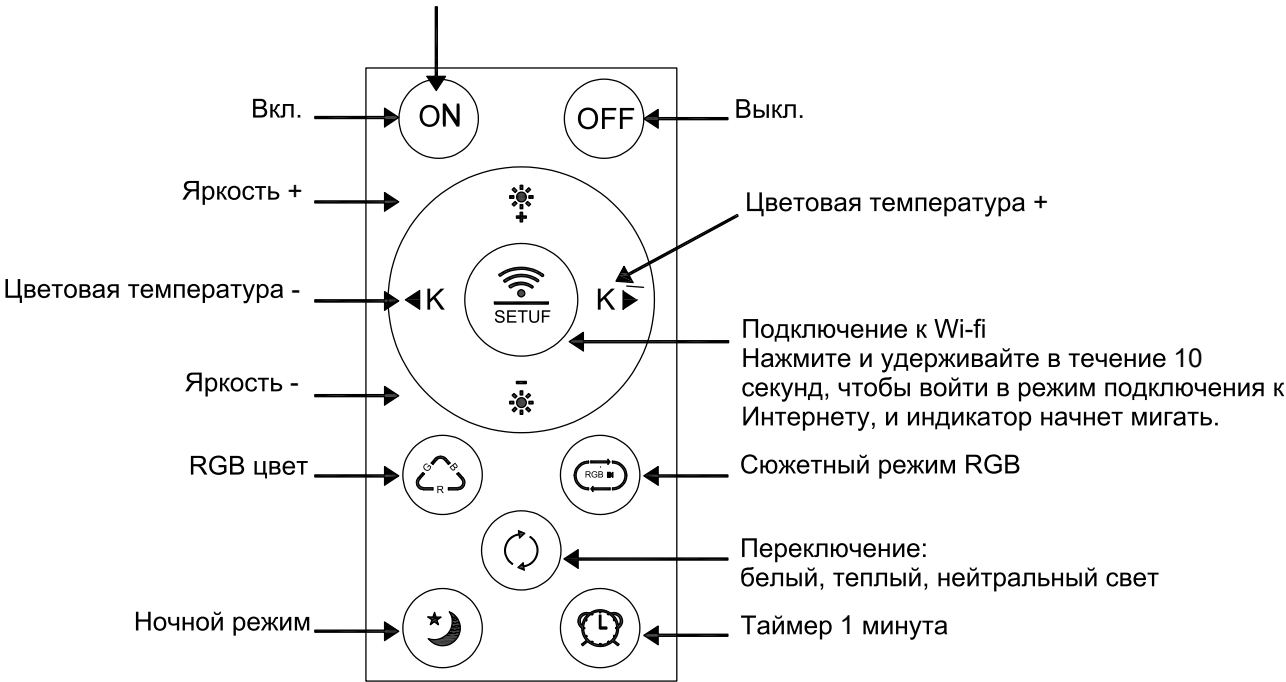 Вкл.
ON
OFF
Выкл.
Яркость +
Цветовая температура +
Цветовая температура -
K
SETUF
K
Подключение к Wi-fi
Нажмите и удерживайте в течение 10
секунд, чтобы войти в режим подключения к
Интернету, и индикатор начнет мигать.
Яркость -
RGB цвет
G
B
R
RGB
Сюжетный режим RGB
Переключение:
белый, теплый, нейтральный свет
Ночной режим
Таймер 1 минута